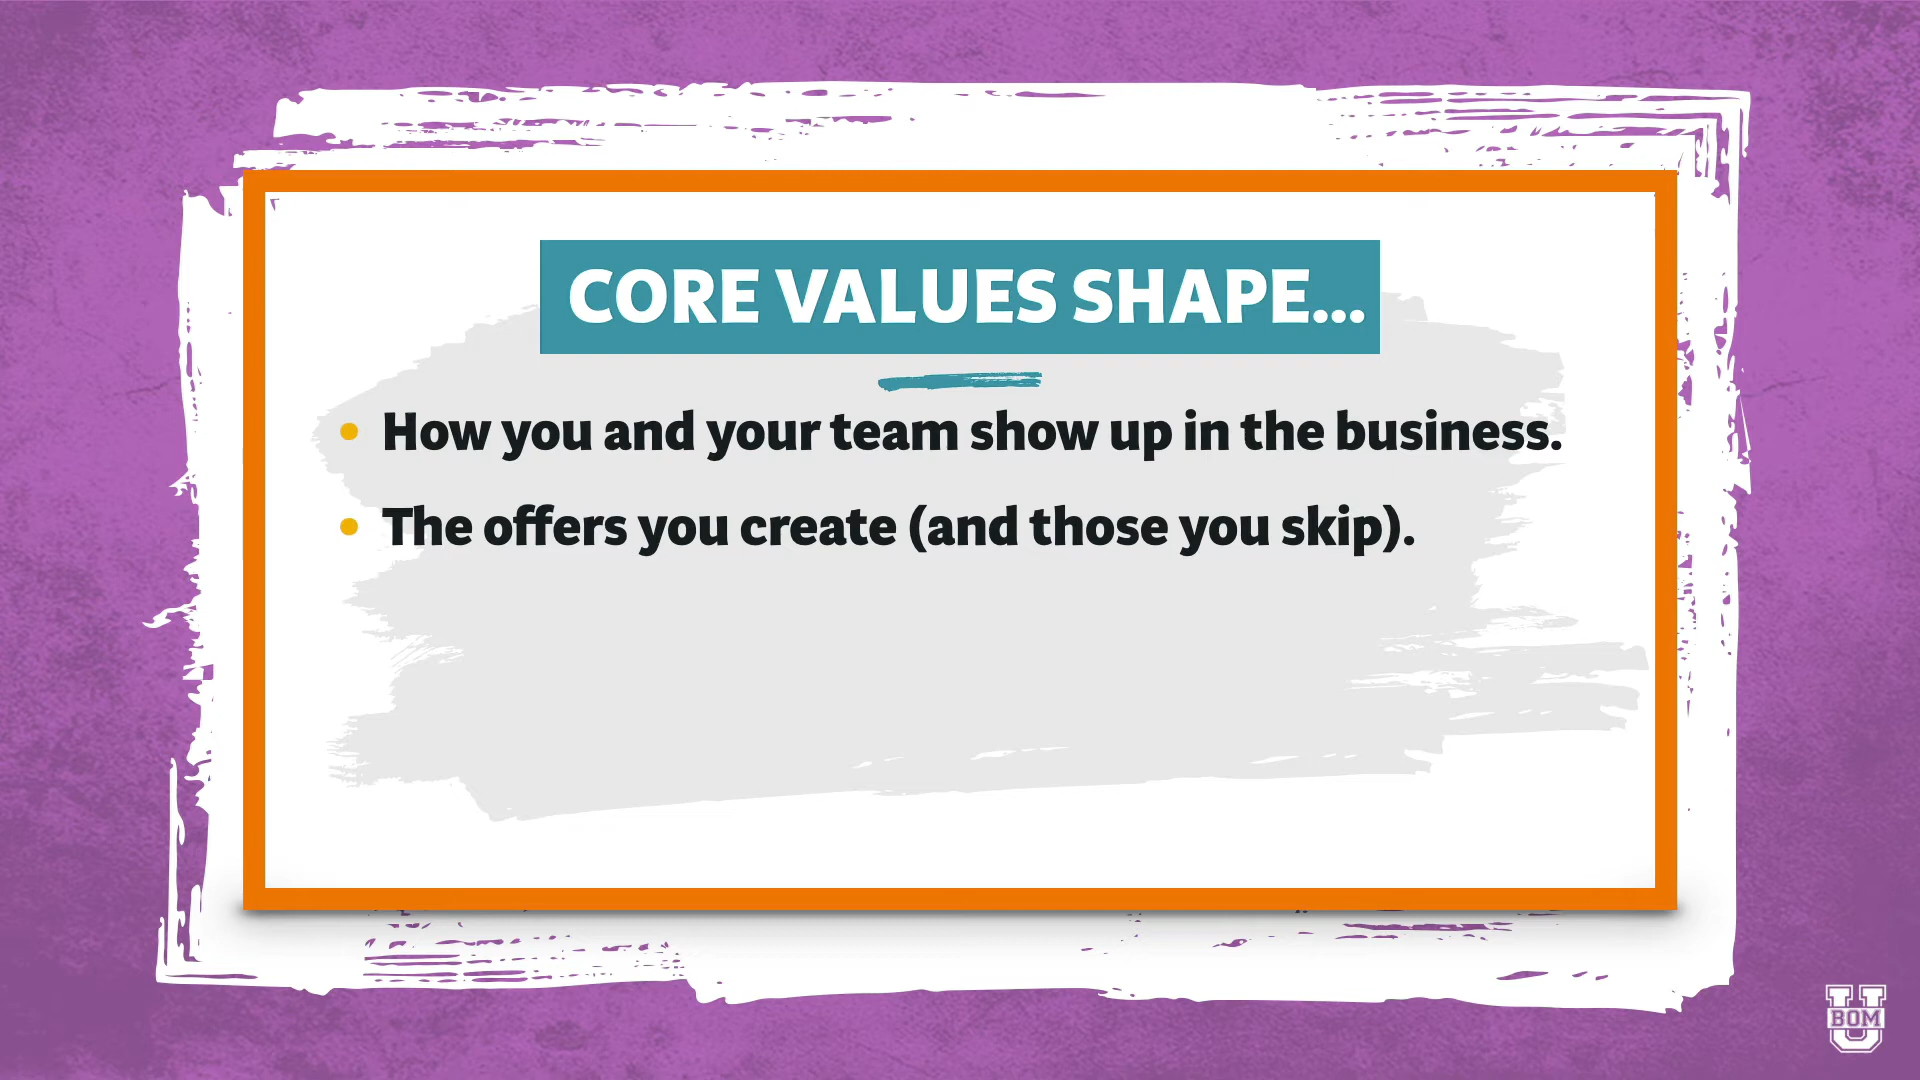 CORE VALUES SHAPE...
• How you and your team show up in the business.
• The offers you create (and those you skip).
U
BOM